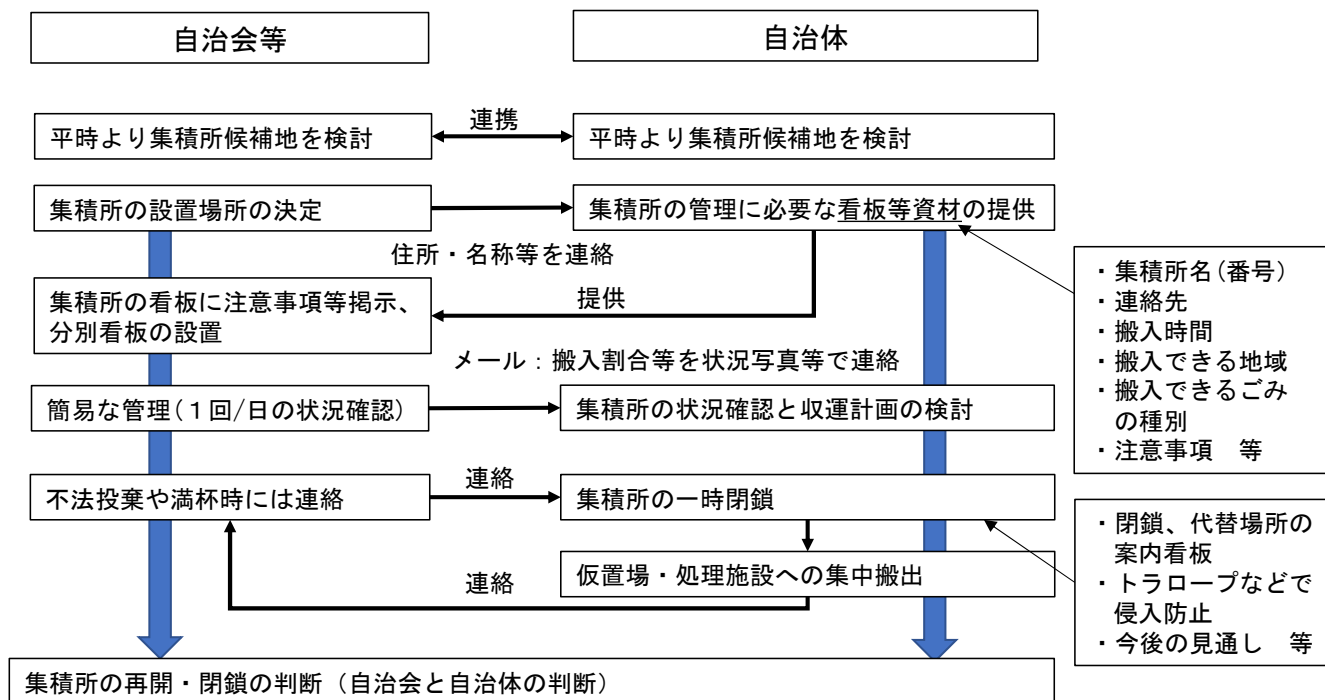 自治会等
自治体
平時より集積所候補地を検討
連携
平時より集積所候補地を検討
集積所の設置場所の決定
集積所の管理に必要な看板等資材の提供
住所・名称等を連絡
集積所の看板に注意事項等掲示、
分別看板の設置
提供
・集積所名(番号)
・連絡先
・搬入時間
・搬入できる地域
・搬入できるごみ
の種別
・注意事項　等
メール：搬入割合等を状況写真等で連絡
簡易な管理(１回/日の状況確認)
集積所の状況確認と収運計画の検討
不法投棄や満杯時には連絡
連絡
集積所の一時閉鎖
・閉鎖、代替場所の
案内看板
・トラロープなどで
侵入防止
・今後の見通し　等
仮置場・処理施設への集中搬出
連絡
集積所の再開・閉鎖の判断（自治会と自治体の判断）